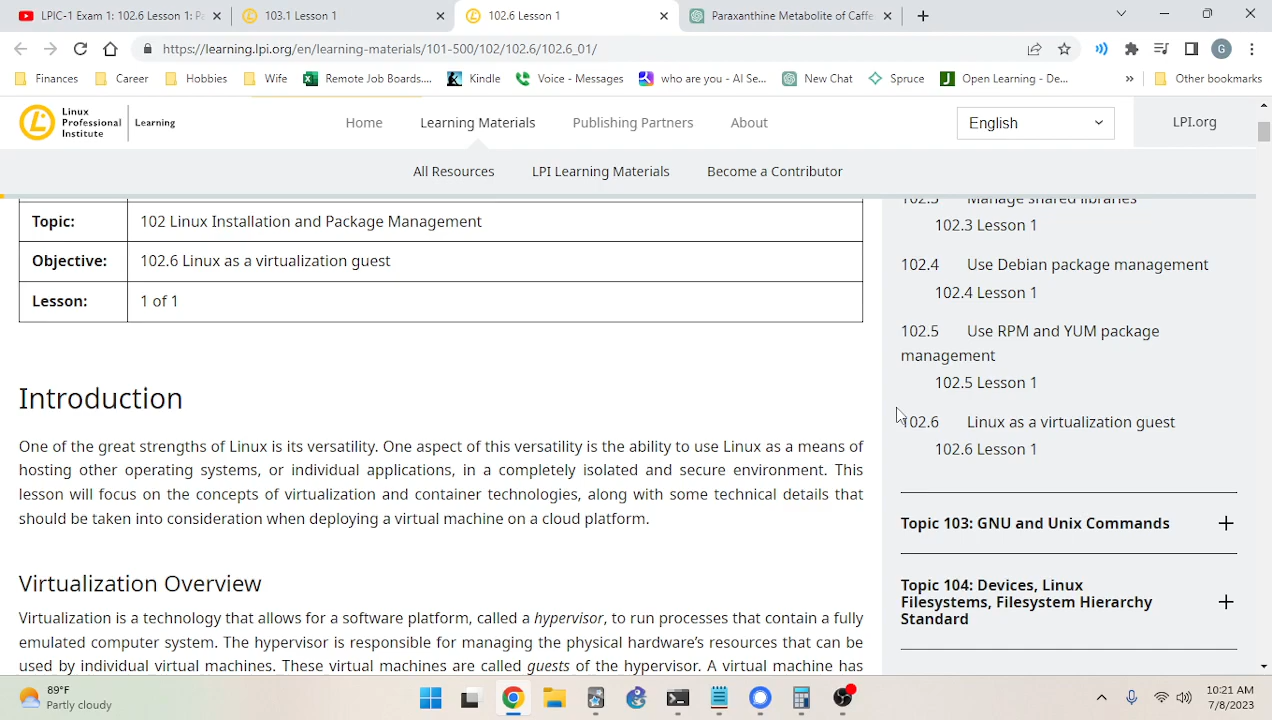 LPIC-1 Exam 1: 102.6 Lesson 1: Pa
103.1 Lesson 1
102.6 Lesson 1
Paraxanthine Metabolite of Caffe
https://learning.lpi.org/en/learning-materials/101-500/102/102.6/102.6_01/
G
Finances
Career
Hobbies
Wife
Remote Job Boards....
Kindle
Voice - Messages
who are you - AI Se...
New Chat
Spruce
Open Learning - De...
»
Other bookmarks
Linux
Professional
Institute
Learning
Home
Learning Materials
Publishing Partners
About
English
LPI.org
All Resources
LPI Learning Materials
Become a Contributor
Topic:
102 Linux Installation and Package Management
Objective:
102.6 Linux as a virtualization guest
Lesson:
1 of 1
Introduction
One of the great strengths of Linux is its versatility. One aspect of this versatility is the ability to use Linux as a means of
hosting other operating systems, or individual applications, in a completely isolated and secure environment. This
lesson will focus on the concepts of virtualization and container technologies, along with some technical details that
should be taken into consideration when deploying a virtual machine on a cloud platform.
Virtualization Overview
Virtualization is a technology that allows for a software platform, called a hypervisor, to run processes that contain a fully
emulated computer system. The hypervisor is responsible for managing the physical hardware's resources that can be
used by individual virtual machines. These virtual machines are called guests of the hypervisor. A virtual machine has
102.3 Manage shared libraries
102.3 Lesson 1
102.4 Use Debian package management
102.4 Lesson 1
102.5 Use RPM and YUM package
management
102.5 Lesson 1
102.6 Linux as a virtualization guest
102.6 Lesson 1
Topic 103: GNU and Unix Commands
Topic 104: Devices, Linux
Filesystems, Filesystem Hierarchy
Standard
89°F
Partly cloudy
10:21 AM
7/8/2023